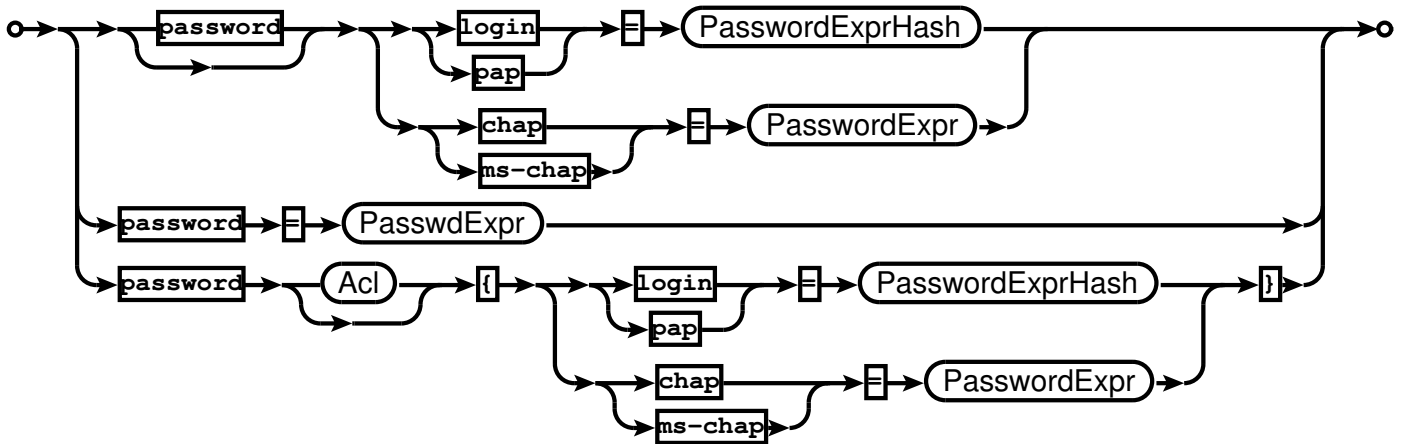 password login = PasswordExprHash
pap
chap = PasswordExpr
ms-chap
password = PasswdExpr
password Acl { login = PasswordExprHash }
pap
chap = PasswordExpr
ms-chap